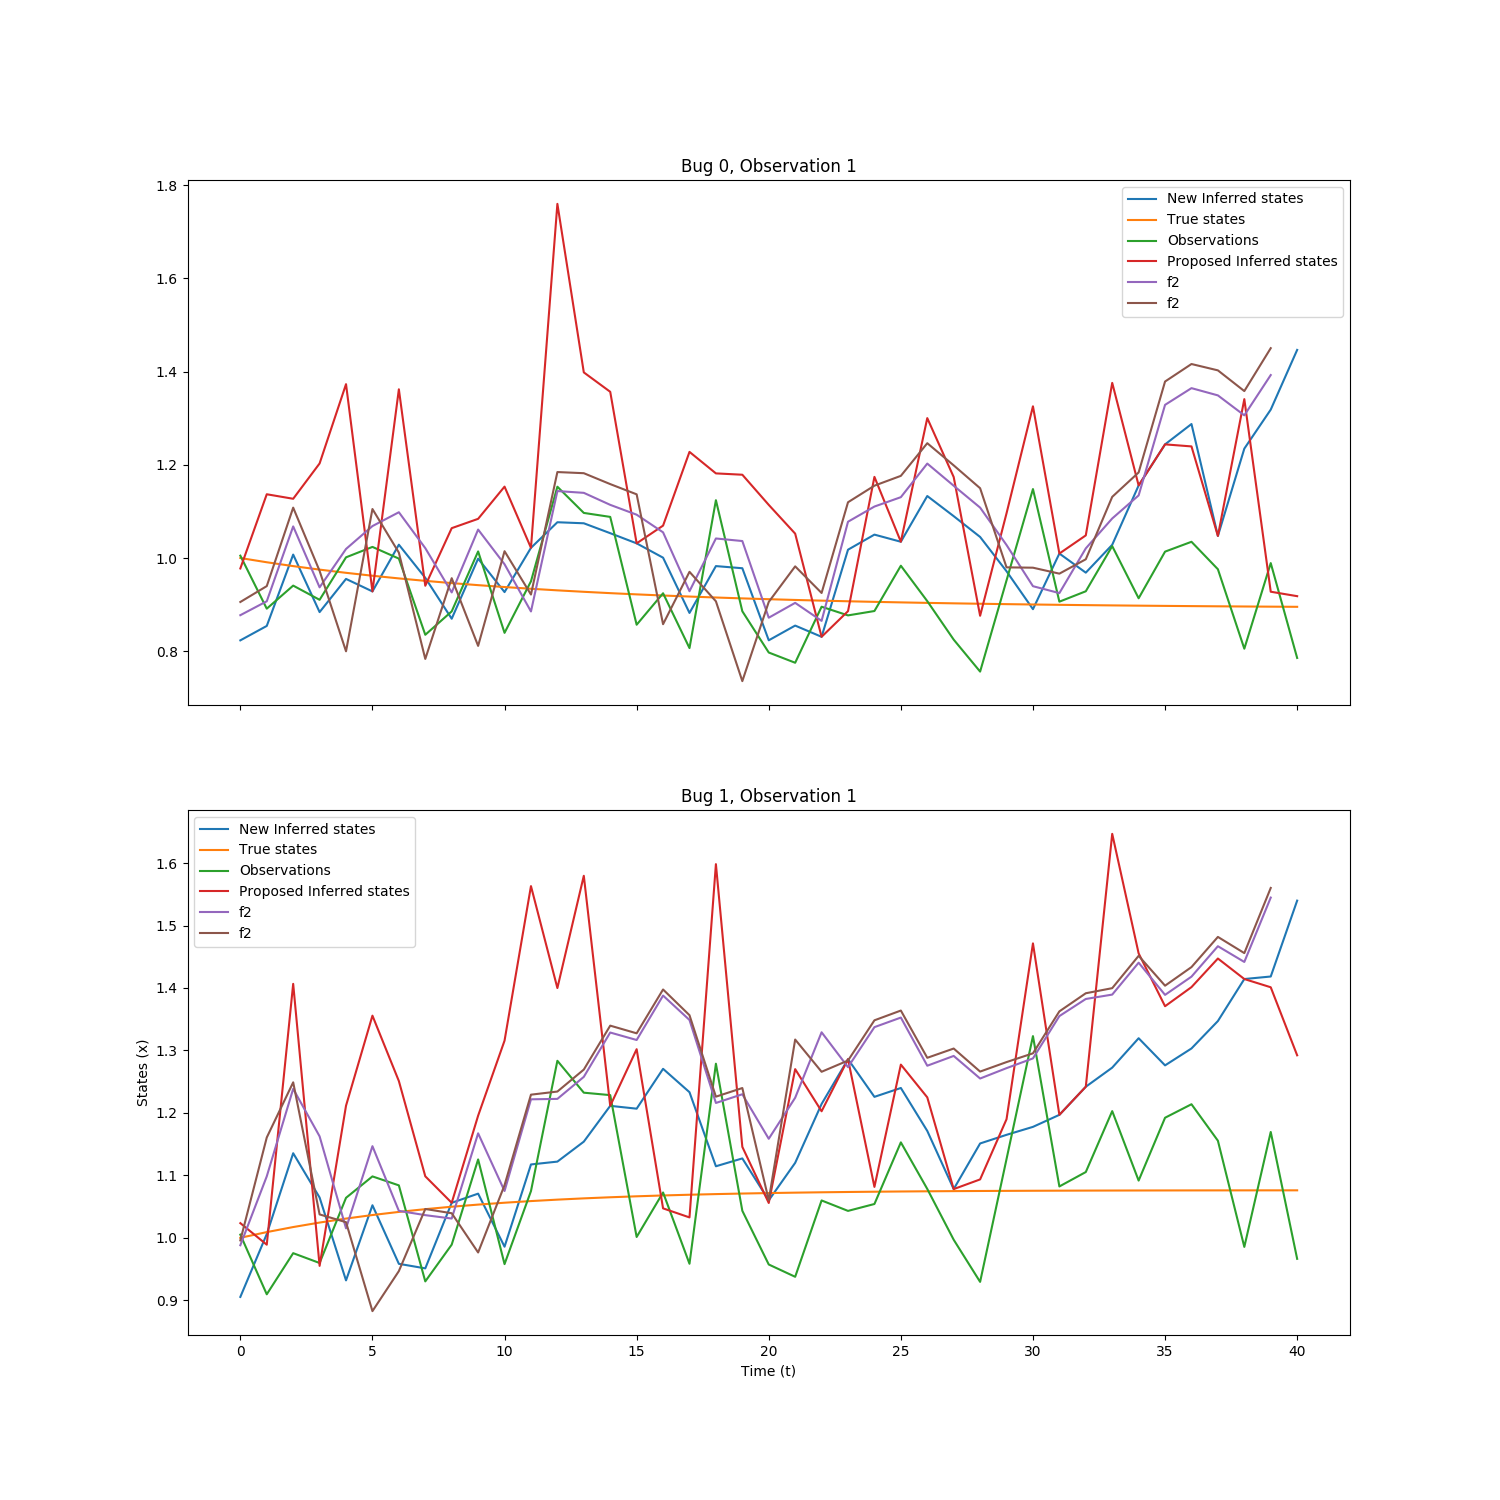 Bug 0, Observation 1
1.8
1.6
1.4
1.2
1.0
0.8
New Inferred states
True states
Observations
Proposed Inferred states
f2
f2
Bug 1, Observation 1
States (x)
1.6
1.5
1.4
1.3
1.2
1.1
1.0
0.9
New Inferred states
True states
Observations
Proposed Inferred states
f2
f2
0 5 10 15 20 25 30 35 40
Time (t)